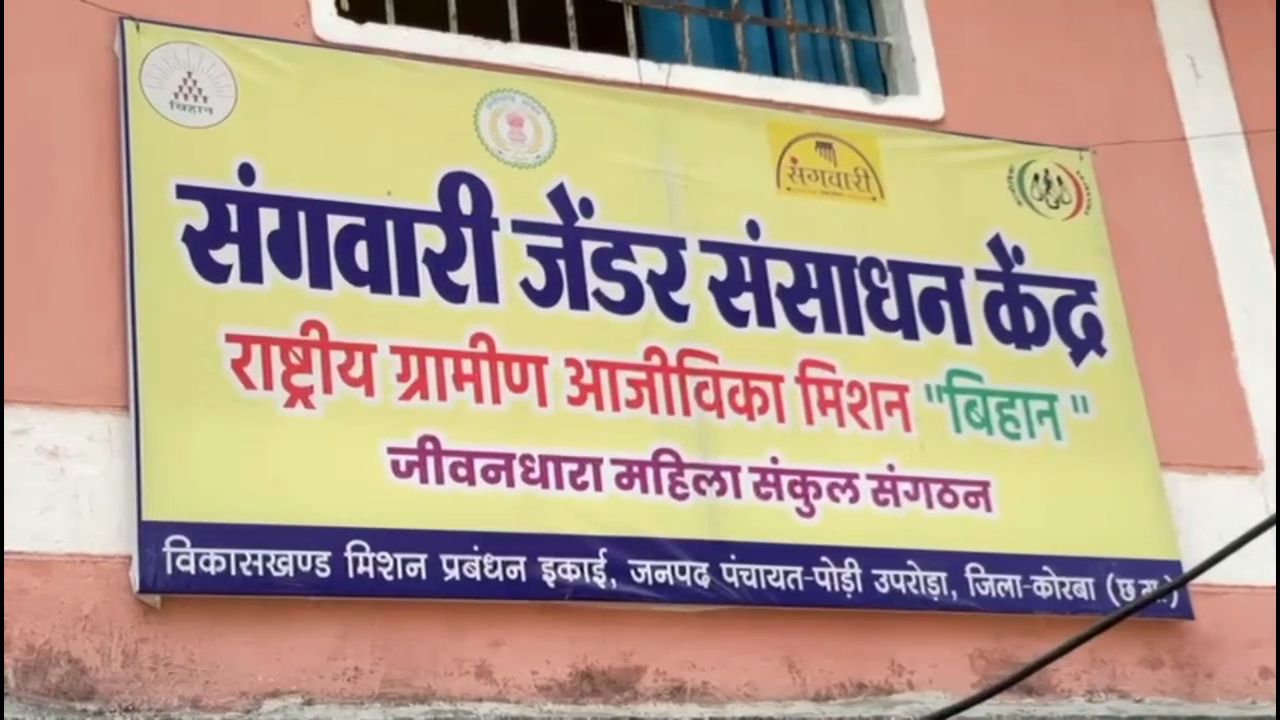 बिहान
संगवारी
संगवारी जेंडर संसाधन केंद्र
राष्ट्रीय ग्रामीण आजीविका मिशन "बिहान "
जीवनधारा महिला संकुल संगठन
विकासखण्ड मिशन प्रबंधन इकाई, जनपद पंचायत-पोड़ी उपरोड़ा, जिला-कोरबा (छ.ग.)